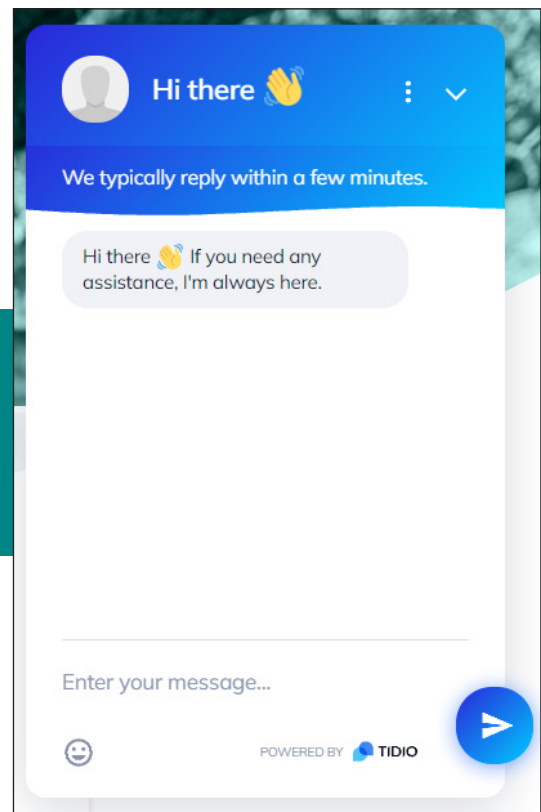 Hi there 👋
We typically reply within a few minutes.
Hi there 👋 If you need any
assistance, I'm always here.
Enter your message...
POWERED BY TIDIO